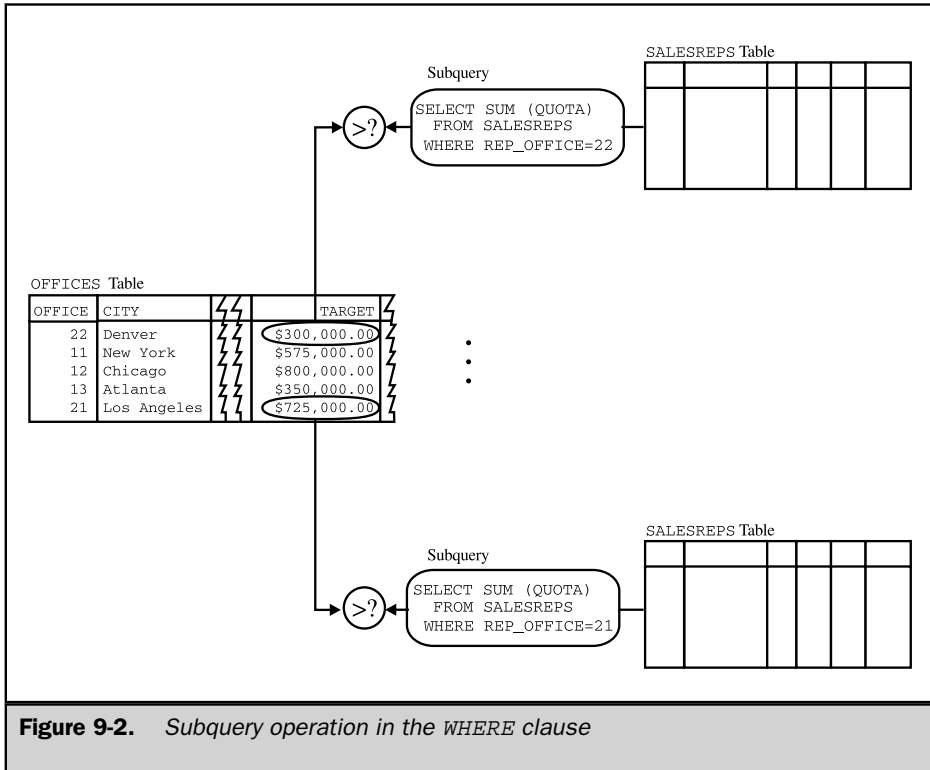 SALESREPS Table
Subquery
SELECT SUM (QUOTA)
FROM SALESREPS
WHERE REP_OFFICE=22
>?
OFFICES Table
OFFICE CITY TARGET
22 Denver $300,000.00
11 New York $575,000.00
12 Chicago $800,000.00
13 Atlanta $350,000.00
21 Los Angeles $725,000.00
SALESREPS Table
Subquery
SELECT SUM (QUOTA)
FROM SALESREPS
WHERE REP_OFFICE=21
>?
Figure 9-2. Subquery operation in the WHERE clause